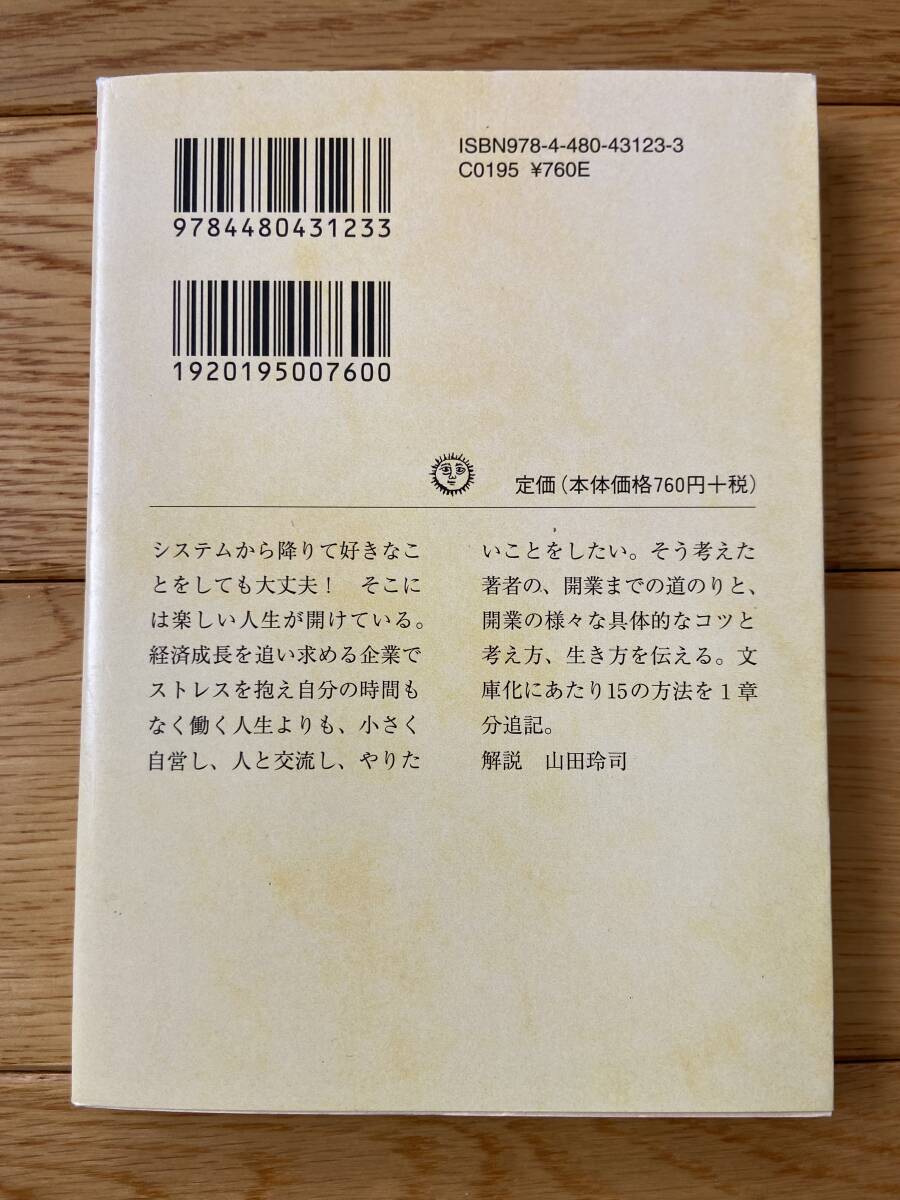 ISBN978-4-480-43123-3
C0195 ¥760E
9784480431233
1920195007600
定価(本体価格760円+税)
システムから降りて好きなこ
とをしても大丈夫! そこに
は楽しい人生が開けている。
経済成長を追い求める企業で
ストレスを抱え自分の時間も
なく働く人生よりも、小さく
自営し、人と交流し、やりた
いことをしたい。そう考えた
著者の、開業までの道のりと、
開業の様々な具体的なコツと
考え方、生き方を伝える。文
庫化にあたり15の方法を1章
分追記。
解説 山田玲司